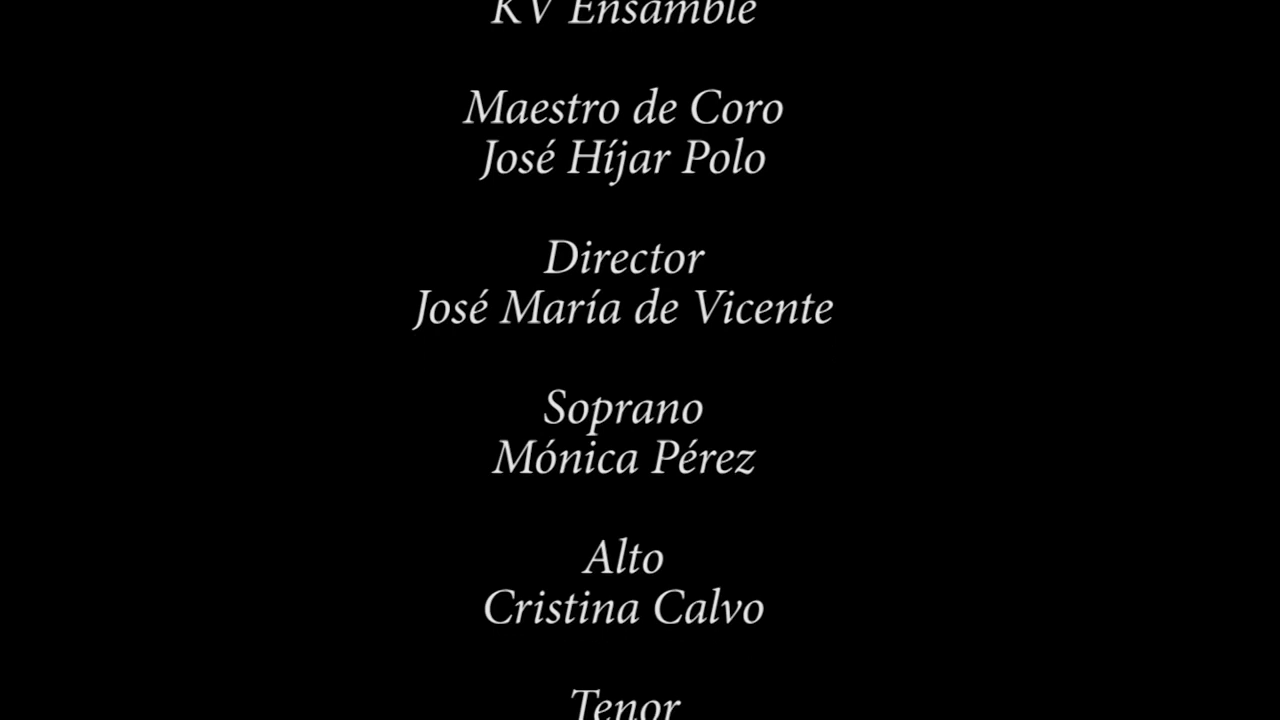 KV Ensamble
Maestro de Coro
José Híjar Polo
Director
José María de Vicente
Soprano
Mónica Pérez
Alto
Cristina Calvo
Tenor